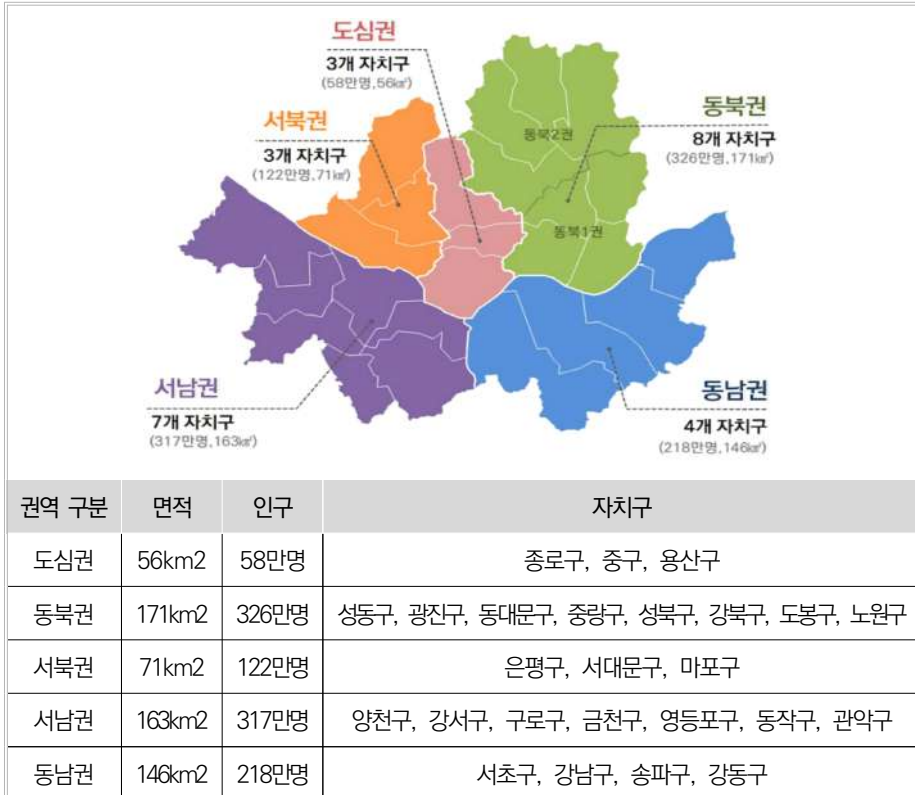 도심권
3개 자치구
(58만명,56㎢)
서북권
3개 자치구
(122만명,71㎢)
동북권
8개 자치구
(326만명,171㎢)
동북2권
동북1권
서남권
7개 자치구
(317만명,163㎢)
동남권
4개 자치구
(218만명,146㎢)
권역 구분 면적 인구 자치구
도심권 56km2 58만명 종로구, 중구, 용산구
동북권 171km2 326만명 성동구, 광진구, 동대문구, 중랑구, 성북구, 강북구, 도봉구, 노원구
서북권 71km2 122만명 은평구, 서대문구, 마포구
서남권 163km2 317만명 양천구, 강서구, 구로구, 금천구, 영등포구, 동작구, 관악구
동남권 146km2 218만명 서초구, 강남구, 송파구, 강동구